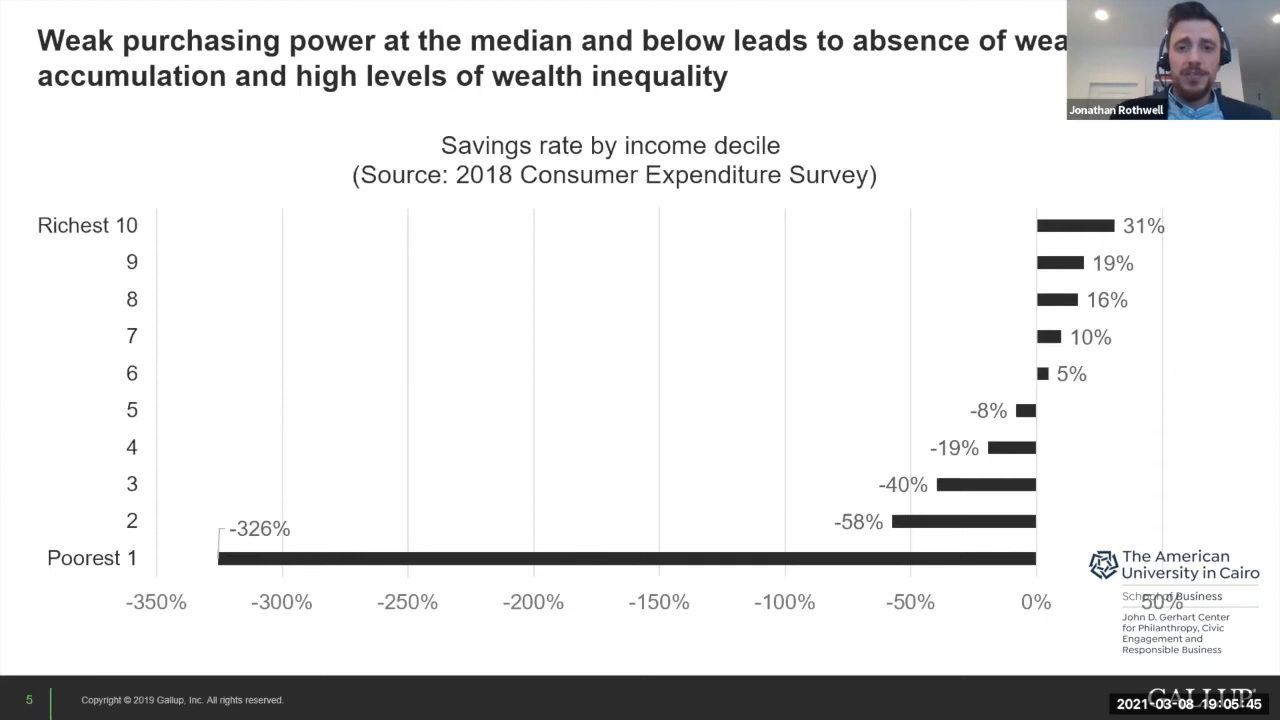 Weak purchasing power at the median and below leads to absence of wea
accumulation and high levels of wealth inequality
Jonathan Rothwell
Savings rate by income decile
(Source: 2018 Consumer Expenditure Survey)
Richest 10 31%
9 19%
8 16%
7 10%
6 5%
5 -8%
4 -19%
3 -40%
2 -58%
-326%
Poorest 1
-350% -300% -250% -200% -150% -100% -50% 0% 50%
The American
University in Cairo
School of Business
John D. Gerhart Center
for Philanthropy, Civic
Engagement and
Responsible Business
5 Copyright © 2019 Gallup, Inc. All rights reserved.
GALLUP
2021-03-08 19:05:45